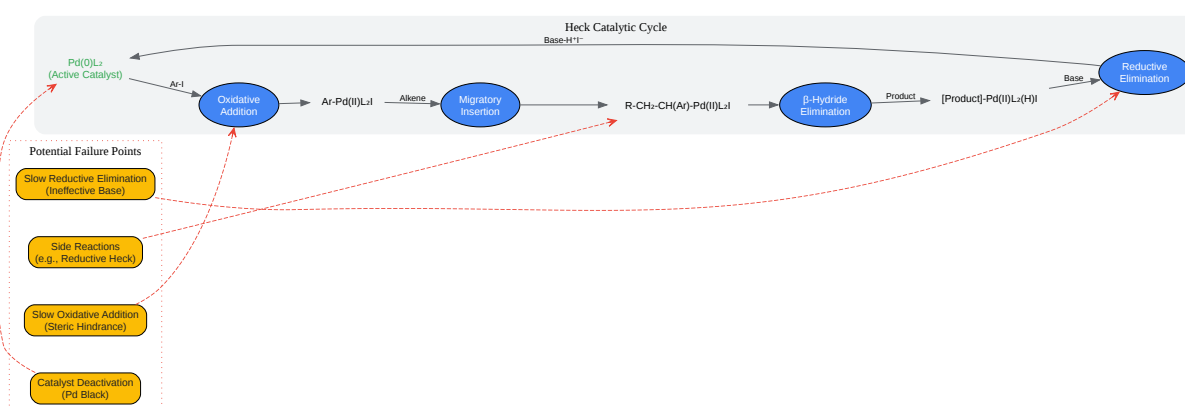 Heck Catalytic Cycle
Base-H⁺I⁻
Pd(0)L₂
(Active Catalyst)
Ar-I
Oxidative
Addition
Ar-Pd(II)L₂I
Alkene
Migratory
Insertion
R-CH₂-CH(Ar)-Pd(II)L₂I
β-Hydride
Elimination
Product
[Product]-Pd(II)L₂(H)I
Base
Reductive
Elimination
Potential Failure Points
Slow Reductive Elimination
(Ineffective Base)
Side Reactions
(e.g., Reductive Heck)
Slow Oxidative Addition
(Steric Hindrance)
Catalyst Deactivation
(Pd Black)